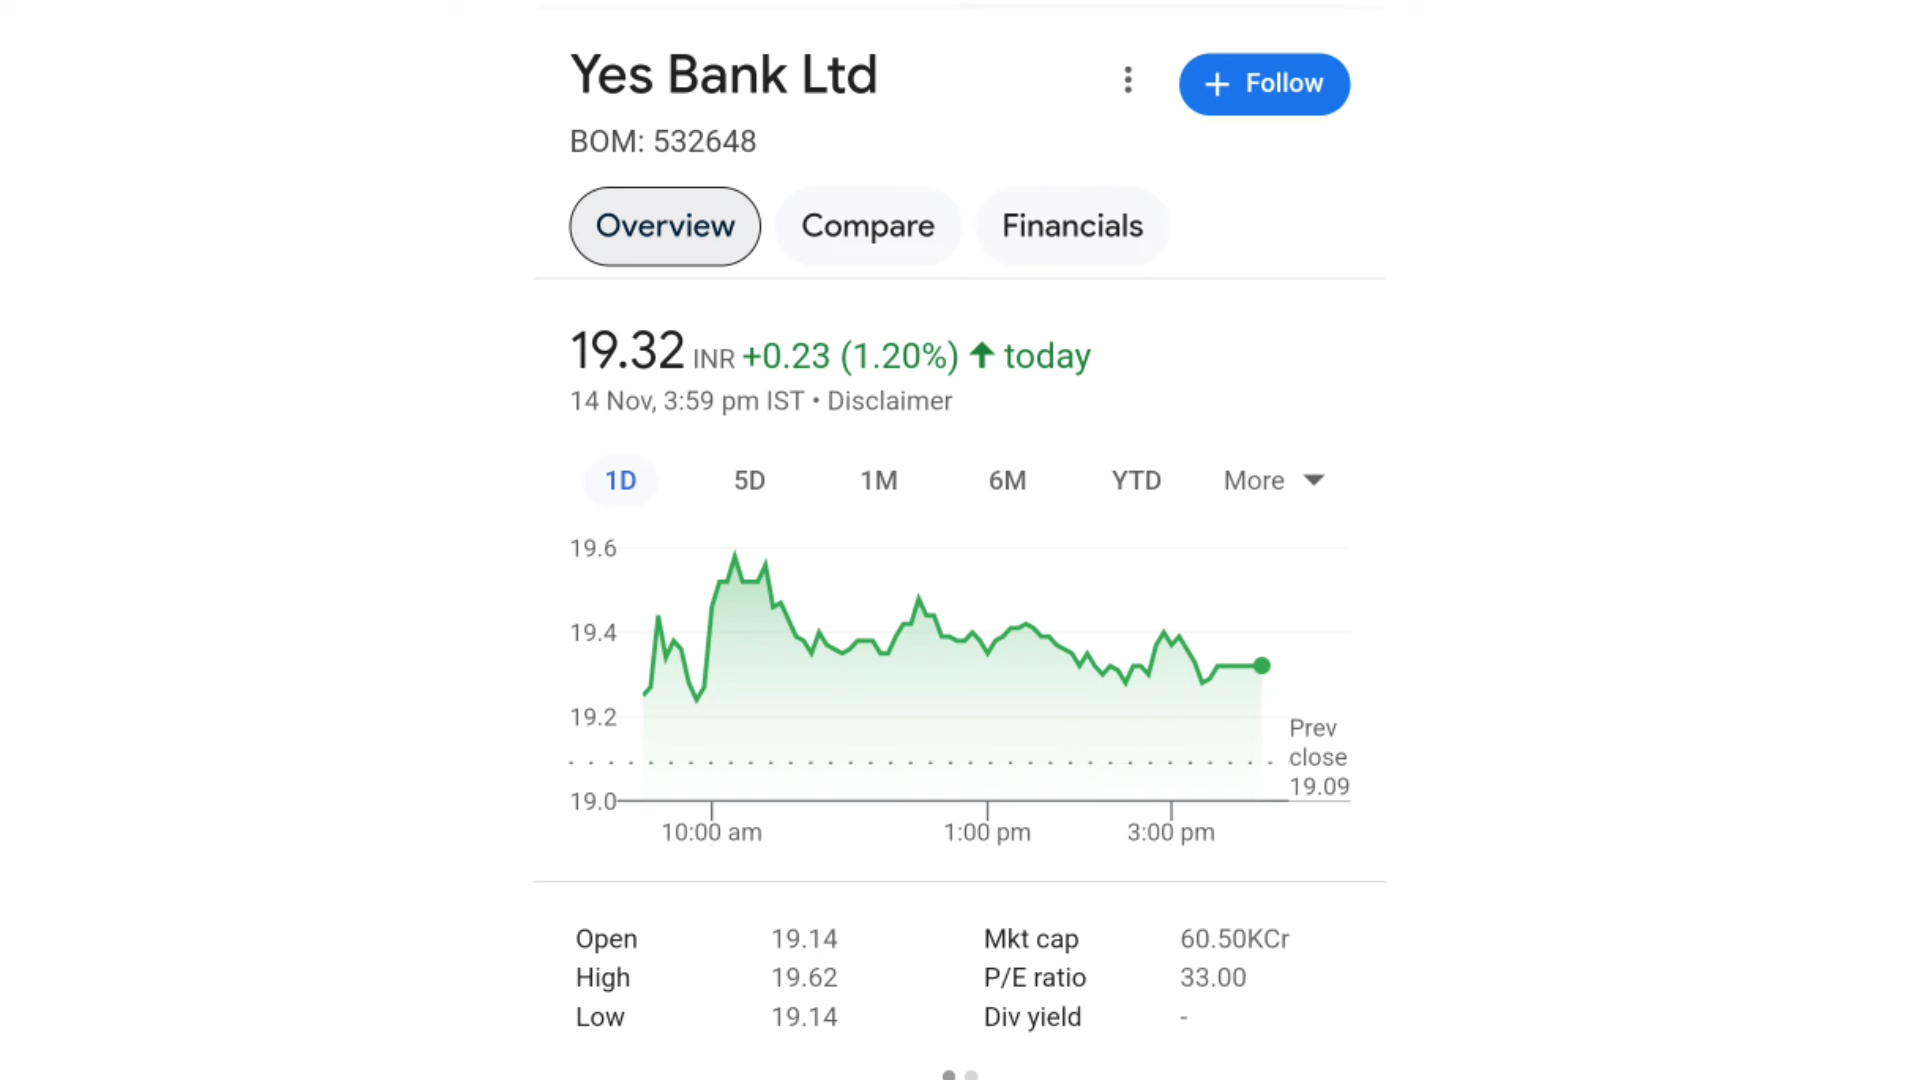 Yes Bank Ltd
+ Follow
BOM: 532648
Overview Compare Financials
19.32 INR +0.23 (1.20%) ↑ today
14 Nov, 3:59 pm IST • Disclaimer
1D 5D 1M 6M YTD More
19.6
19.4
19.2
19.0
Prev
close
19.09
10:00 am 1:00 pm 3:00 pm
Open 19.14 Mkt cap 60.50KCr
High 19.62 P/E ratio 33.00
Low 19.14 Div yield -